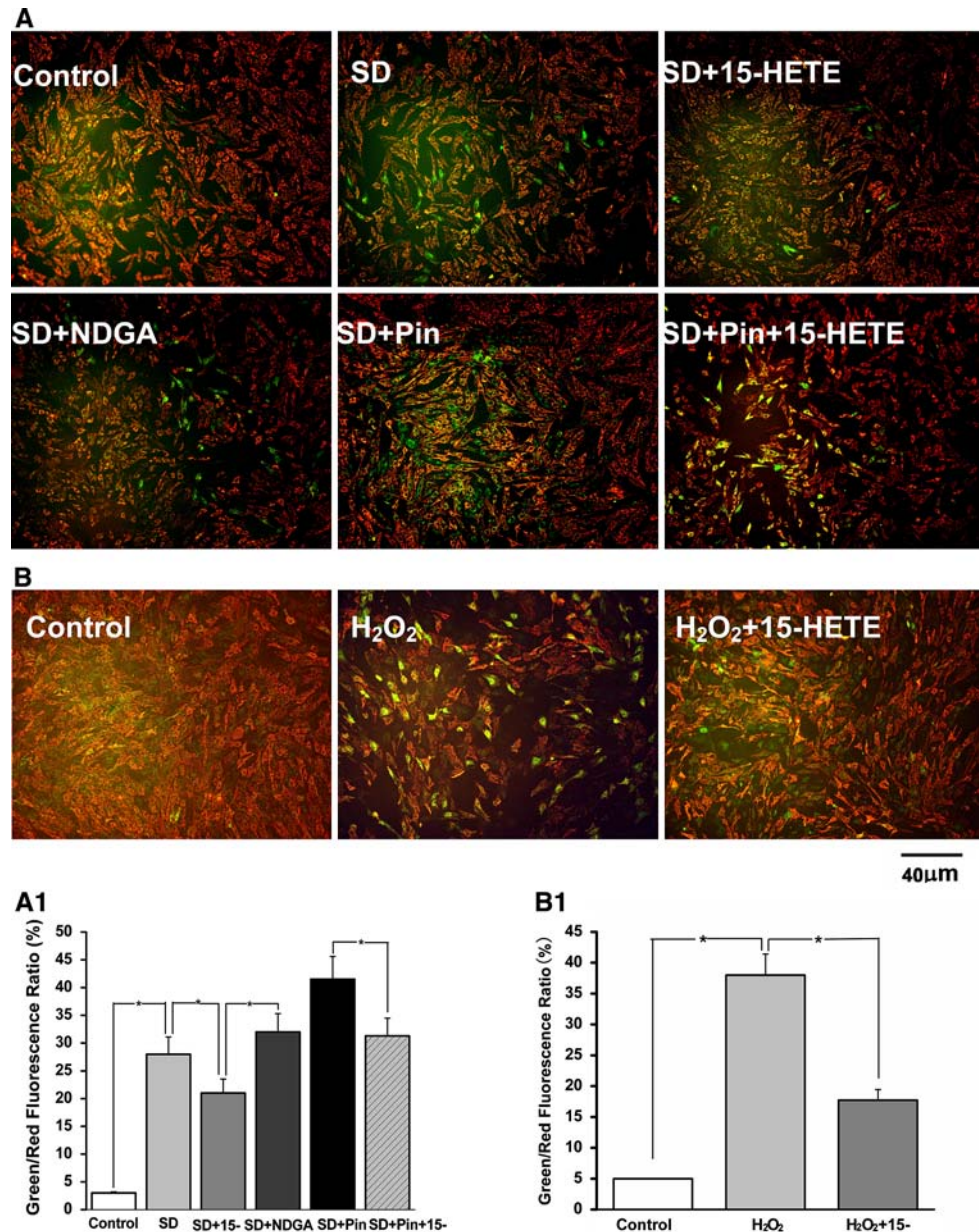 A
Control
SD
SD+15-HETE
SD+NDGA
SD+Pin
SD+Pin+15-HETE
B
Control
H₂O₂
H₂O₂+15-HETE
40μm
A1
Green/Red Fluorescence Ratio (%)
50
45
40
35
30
25
20
15
10
5
0
*
*
*
*
Control
SD
SD+15-
SD+NDGA
SD+Pin
SD+Pin+15-
B1
Green/Red Fluorescence Ratio (%)
45
40
35
30
25
20
15
10
5
0
*
*
Control
H₂O₂
H₂O₂+15-